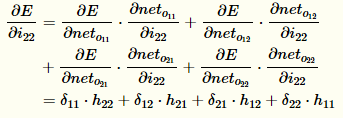 ∂E/∂i₂₂ = ∂E/∂net_{o₁₁} · ∂net_{o₁₁}/∂i₂₂ + ∂E/∂net_{o₁₂} · ∂net_{o₁₂}/∂i₂₂
+ ∂E/∂net_{o₂₁} · ∂net_{o₂₁}/∂i₂₂ + ∂E/∂net_{o₂₂} · ∂net_{o₂₂}/∂i₂₂
= δ₁₁ · h₂₂ + δ₁₂ · h₂₁ + δ₂₁ · h₁₂ + δ₂₂ · h₁₁